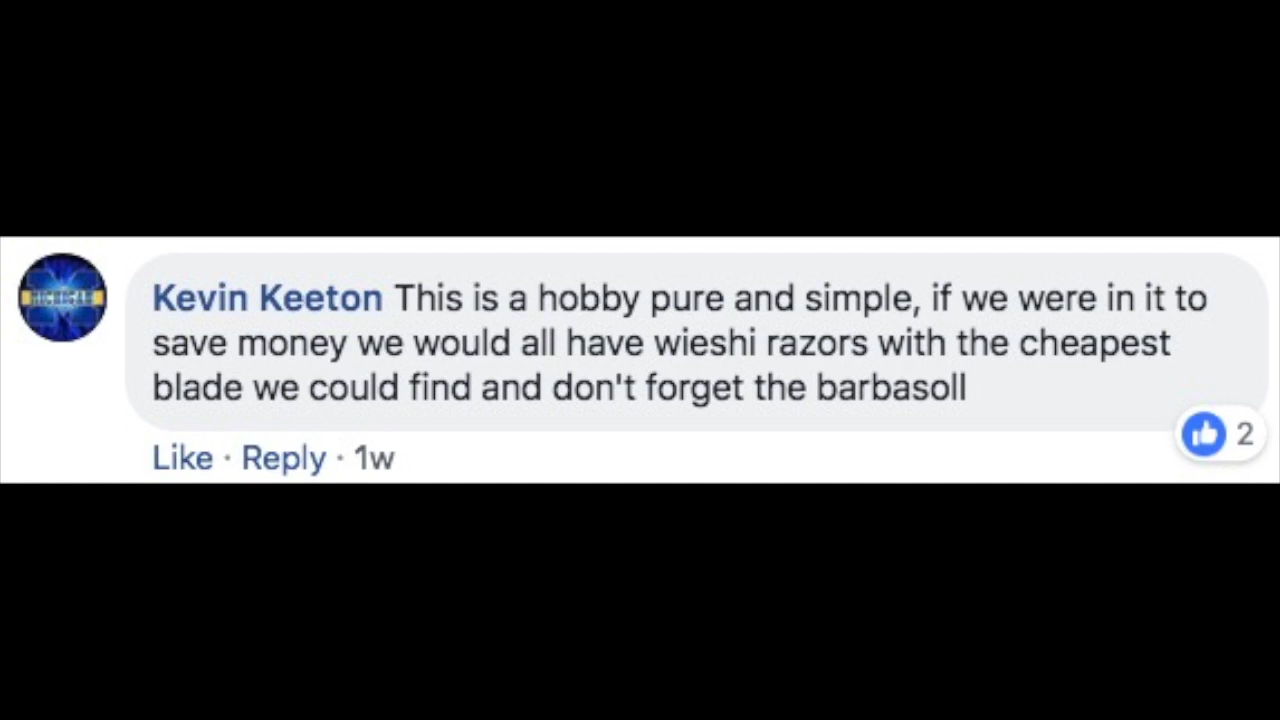 MICHIGAN
Kevin Keeton This is a hobby pure and simple, if we were in it to
save money we would all have wieshi razors with the cheapest
blade we could find and don't forget the barbasoll
2
Like · Reply · 1w